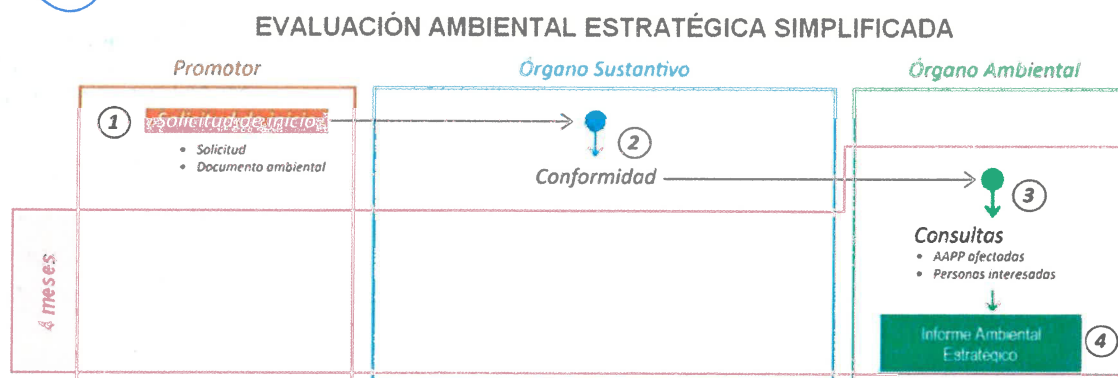 EVALUACIÓN AMBIENTAL ESTRATÉGICA SIMPLIFICADA
Promotor
Órgano Sustantivo
Órgano Ambiental
1
Solicitud de inicio
• Solicitud
• Documento ambiental
2
Conformidad
3
Consultas
• AAPP afectadas
• Personas interesadas
4 meses
Informe Ambiental
Estratégico
4